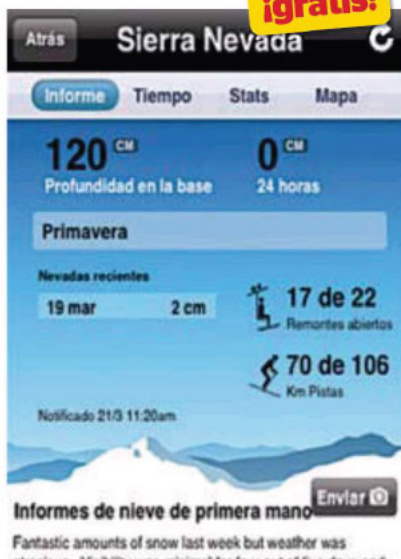 ¡gratis!
Atrás Sierra Nevada
Informe Tiempo Stats Mapa
120 CM 0 CM
Profundidad en la base 24 horas
Primavera
Nevadas recientes
19 mar 2 cm
17 de 22
Remontes abiertos
70 de 106
Km Pistas
Notificado 21/3 11:20am
Enviar
Informes de nieve de primera mano
Fantastic amounts of snow last week but weather was